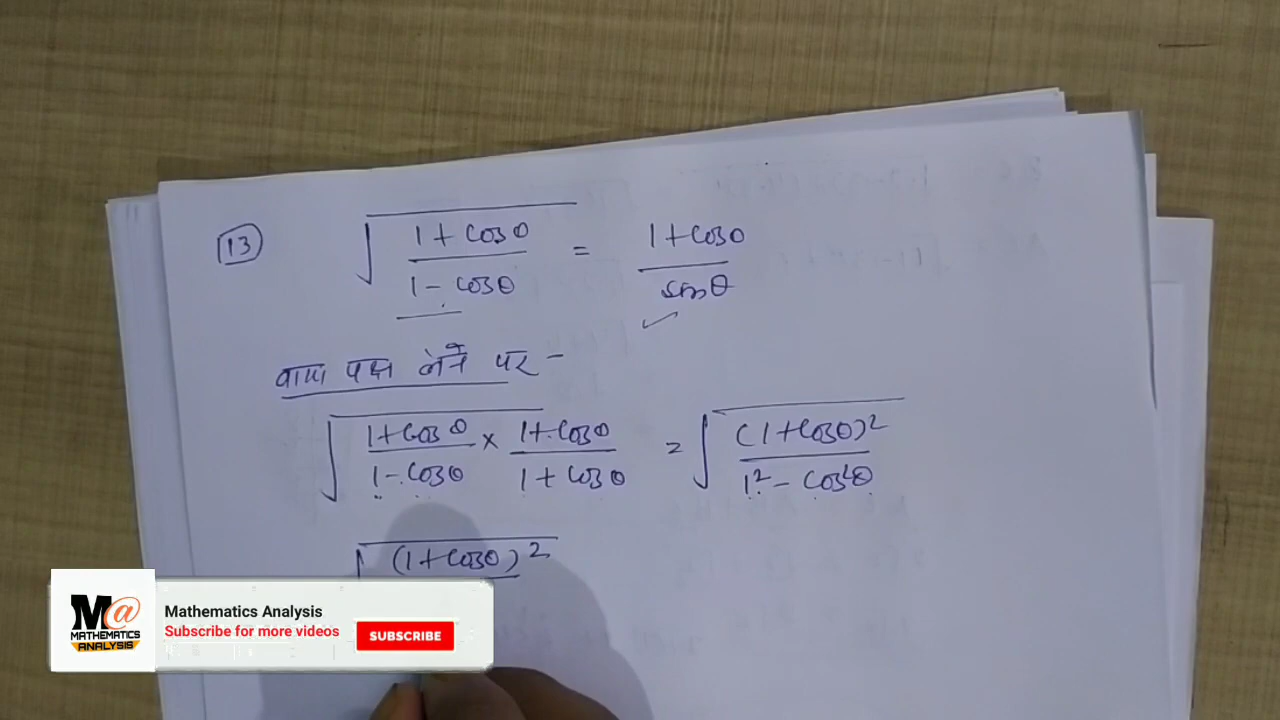 13 √((1+cosθ)/(1-cosθ)) = (1+cosθ)/sinθ
वाम पक्ष लेने पर -
√((1+cosθ)/(1-cosθ) × (1+cosθ)/(1+cosθ)) = √((1+cosθ)²/(1²-cos²θ))
√((1+cosθ)²
M@ MATHEMATICS ANALYSIS
Mathematics Analysis
Subscribe for more videos
SUBSCRIBE